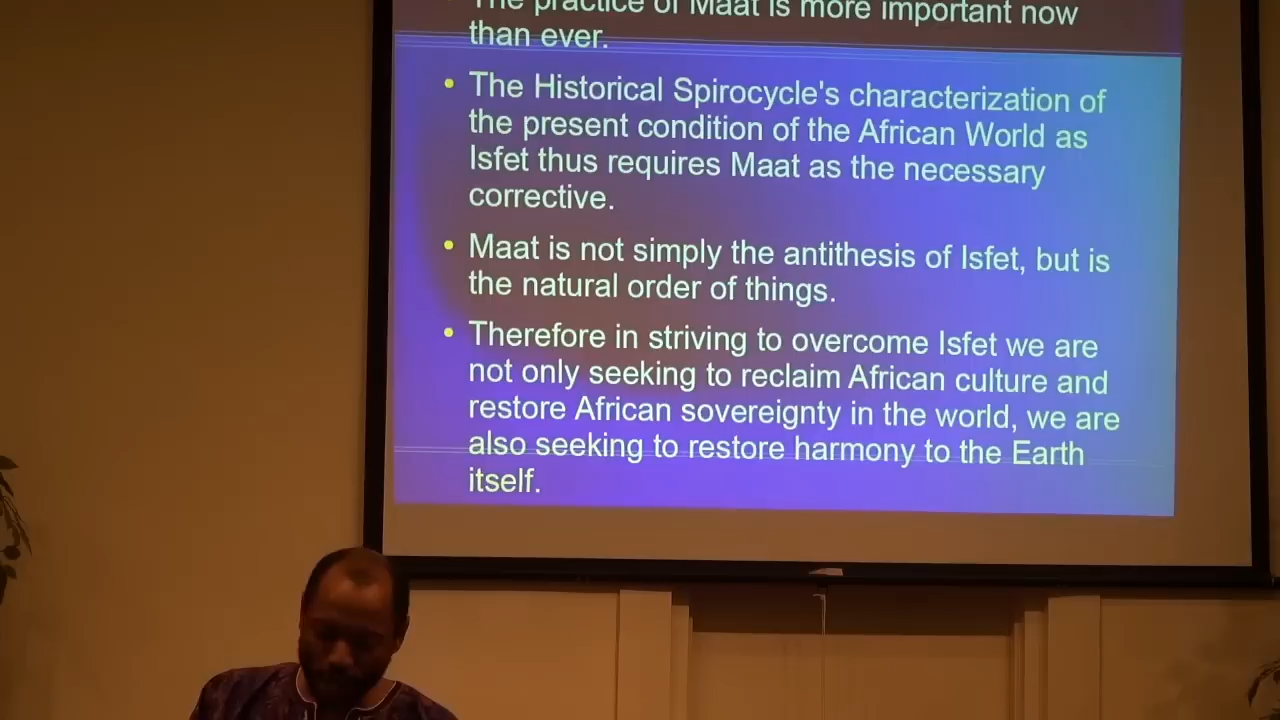 The practice of Maat is more important now
than ever.
• The Historical Spirocycle's characterization of
the present condition of the African World as
Isfet thus requires Maat as the necessary
corrective.
• Maat is not simply the antithesis of Isfet, but is
the natural order of things.
• Therefore in striving to overcome Isfet we are
not only seeking to reclaim African culture and
restore African sovereignty in the world, we are
also seeking to restore harmony to the Earth
itself.